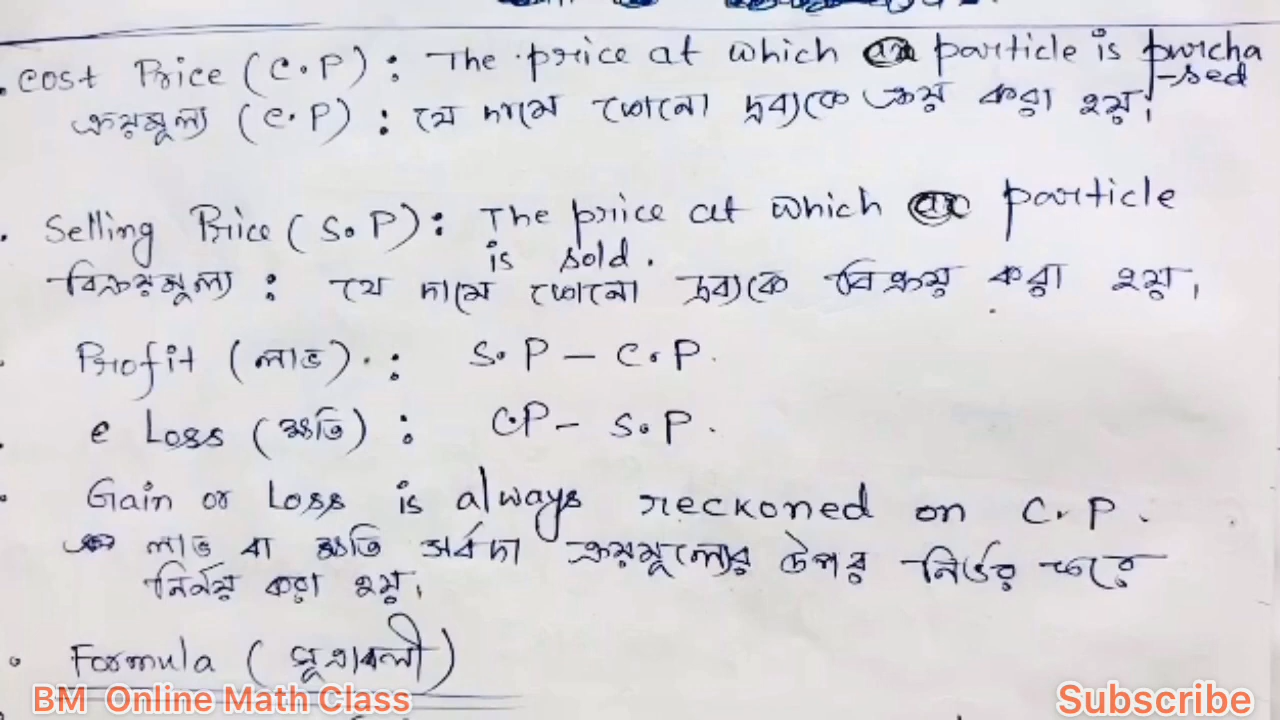 Cost Price (C.P) : The price at which particle is purcha
-sed
ক্রয়মূল্য (C.P) : যে দামে কোনো দ্রব্যকে ক্রয় করা হয়।
Selling Price (S.P) : The price at which particle
is sold.
বিক্রয়মূল্য : যে দামে কোনো দ্রব্যকে বিক্রয় করা হয়।
Profit (লাভ) : S.P - C.P.
e Loss (ক্ষতি) : C.P - S.P.
Gain or Loss is always reckoned on C.P.
লাভ বা ক্ষতি সর্বদা ক্রয়মূল্যের উপর নির্ভর করে
নির্নয় করা হয়।
Formula (সূত্রাবলী)
BM Online Math Class
Subscribe